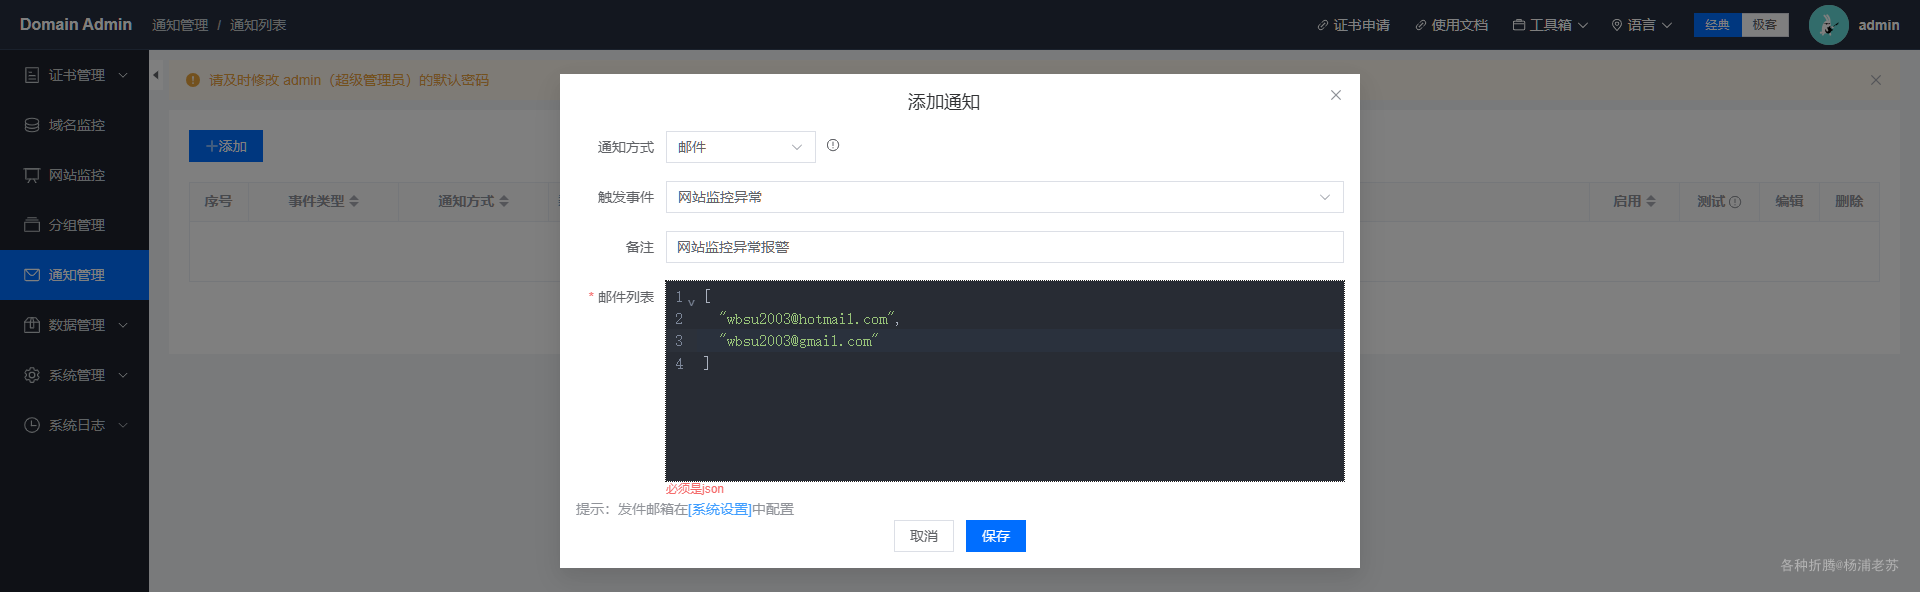 Domain Admin 通知管理 / 通知列表 证书申请 使用文档 工具箱 语言 经典 极客 admin
证书管理
域名监控
网站监控
分组管理
通知管理
数据管理
系统管理
系统日志
请及时修改 admin（超级管理员）的默认密码
添加
序号 事件类型 通知方式 启用 测试 编辑 删除
添加通知
通知方式 邮件
触发事件 网站监控异常
备注 网站监控异常报警
* 邮件列表
1 [
2 "wbsu2003@hotmail.com",
3 "wbsu2003@gmail.com"
4 ]
必须是json
提示：发件邮箱在[系统设置]中配置
取消 保存
各种折腾@杨浦老苏